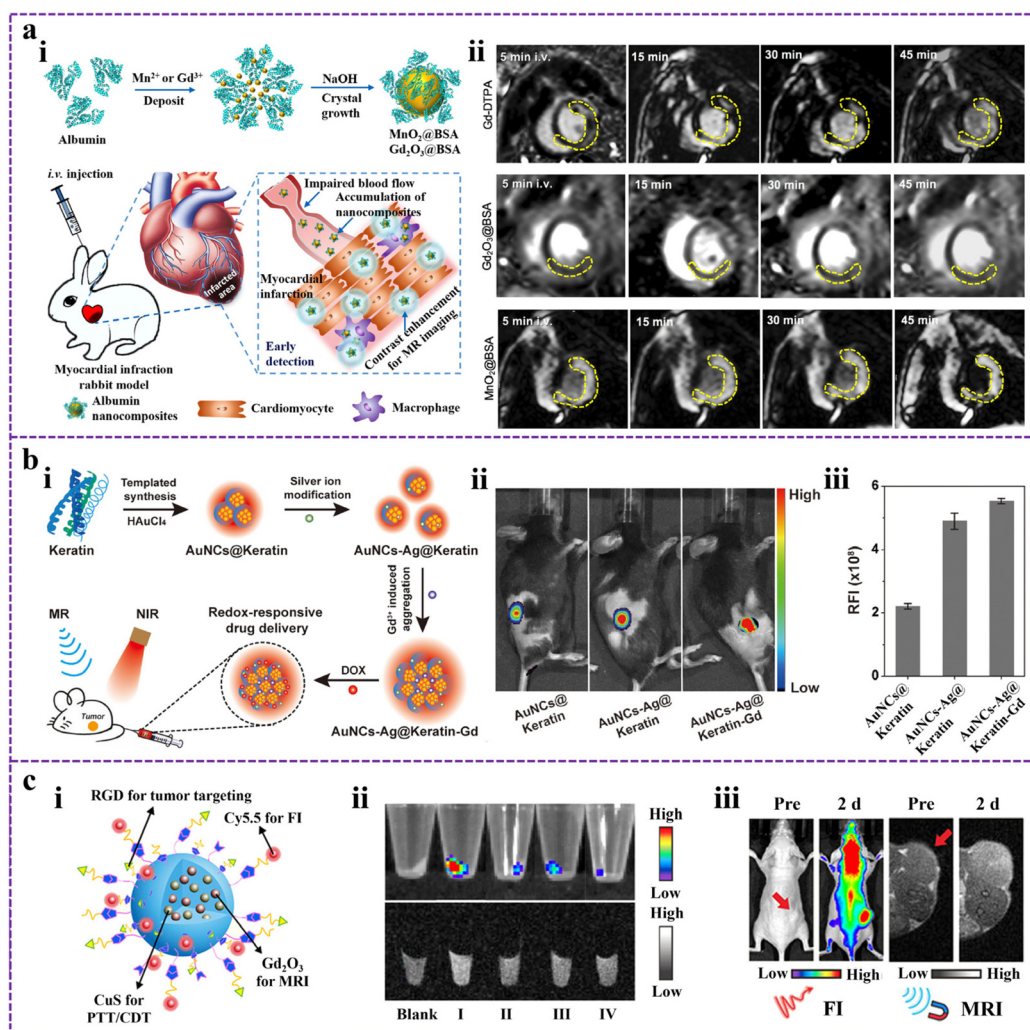 a
i
Albumin
Mn²⁺ or Gd³⁺
Deposit
NaOH
Crystal
growth
MnO₂@BSA
Gd₂O₃@BSA
i.v. injection
Infarcted
area
Impaired blood flow
Accumulation of
nanocomposites
Myocardial
infarction
Early
detection
Contrast enhancement
for MR imaging
Myocardial infraction
rabbit model
Albumin
nanocomposites
Cardiomyocyte
Macrophage
ii
Gd-DTPA
5 min i.v.
15 min
30 min
45 min
Gd₂O₃@BSA
5 min i.v.
15 min
30 min
45 min
MnO₂@BSA
5 min i.v.
15 min
30 min
45 min
b
i
Keratin
Templated
synthesis
HAuCl₄
AuNCs@Keratin
Silver ion
modification
AuNCs-Ag@Keratin
Gd³⁺ induced
aggregation
AuNCs-Ag@Keratin-Gd
DOX
Redox-responsive
drug delivery
MR
NIR
Tumor
ii
High
Low
AuNCs@
Keratin
AuNCs-Ag@
Keratin
AuNCs-Ag@
Keratin-Gd
iii
RFI (x10⁸)
6
4
2
0
AuNCs@
Keratin
AuNCs-Ag@
Keratin
AuNCs-Ag@
Keratin-Gd
c
i
RGD for tumor targeting
Cy5.5 for FI
Gd₂O₃
for MRI
CuS for
PTT/CDT
ii
High
Low
High
Low
Blank
I
II
III
IV
iii
Pre
2 d
Pre
2 d
Low
High
FI
Low
High
MRI